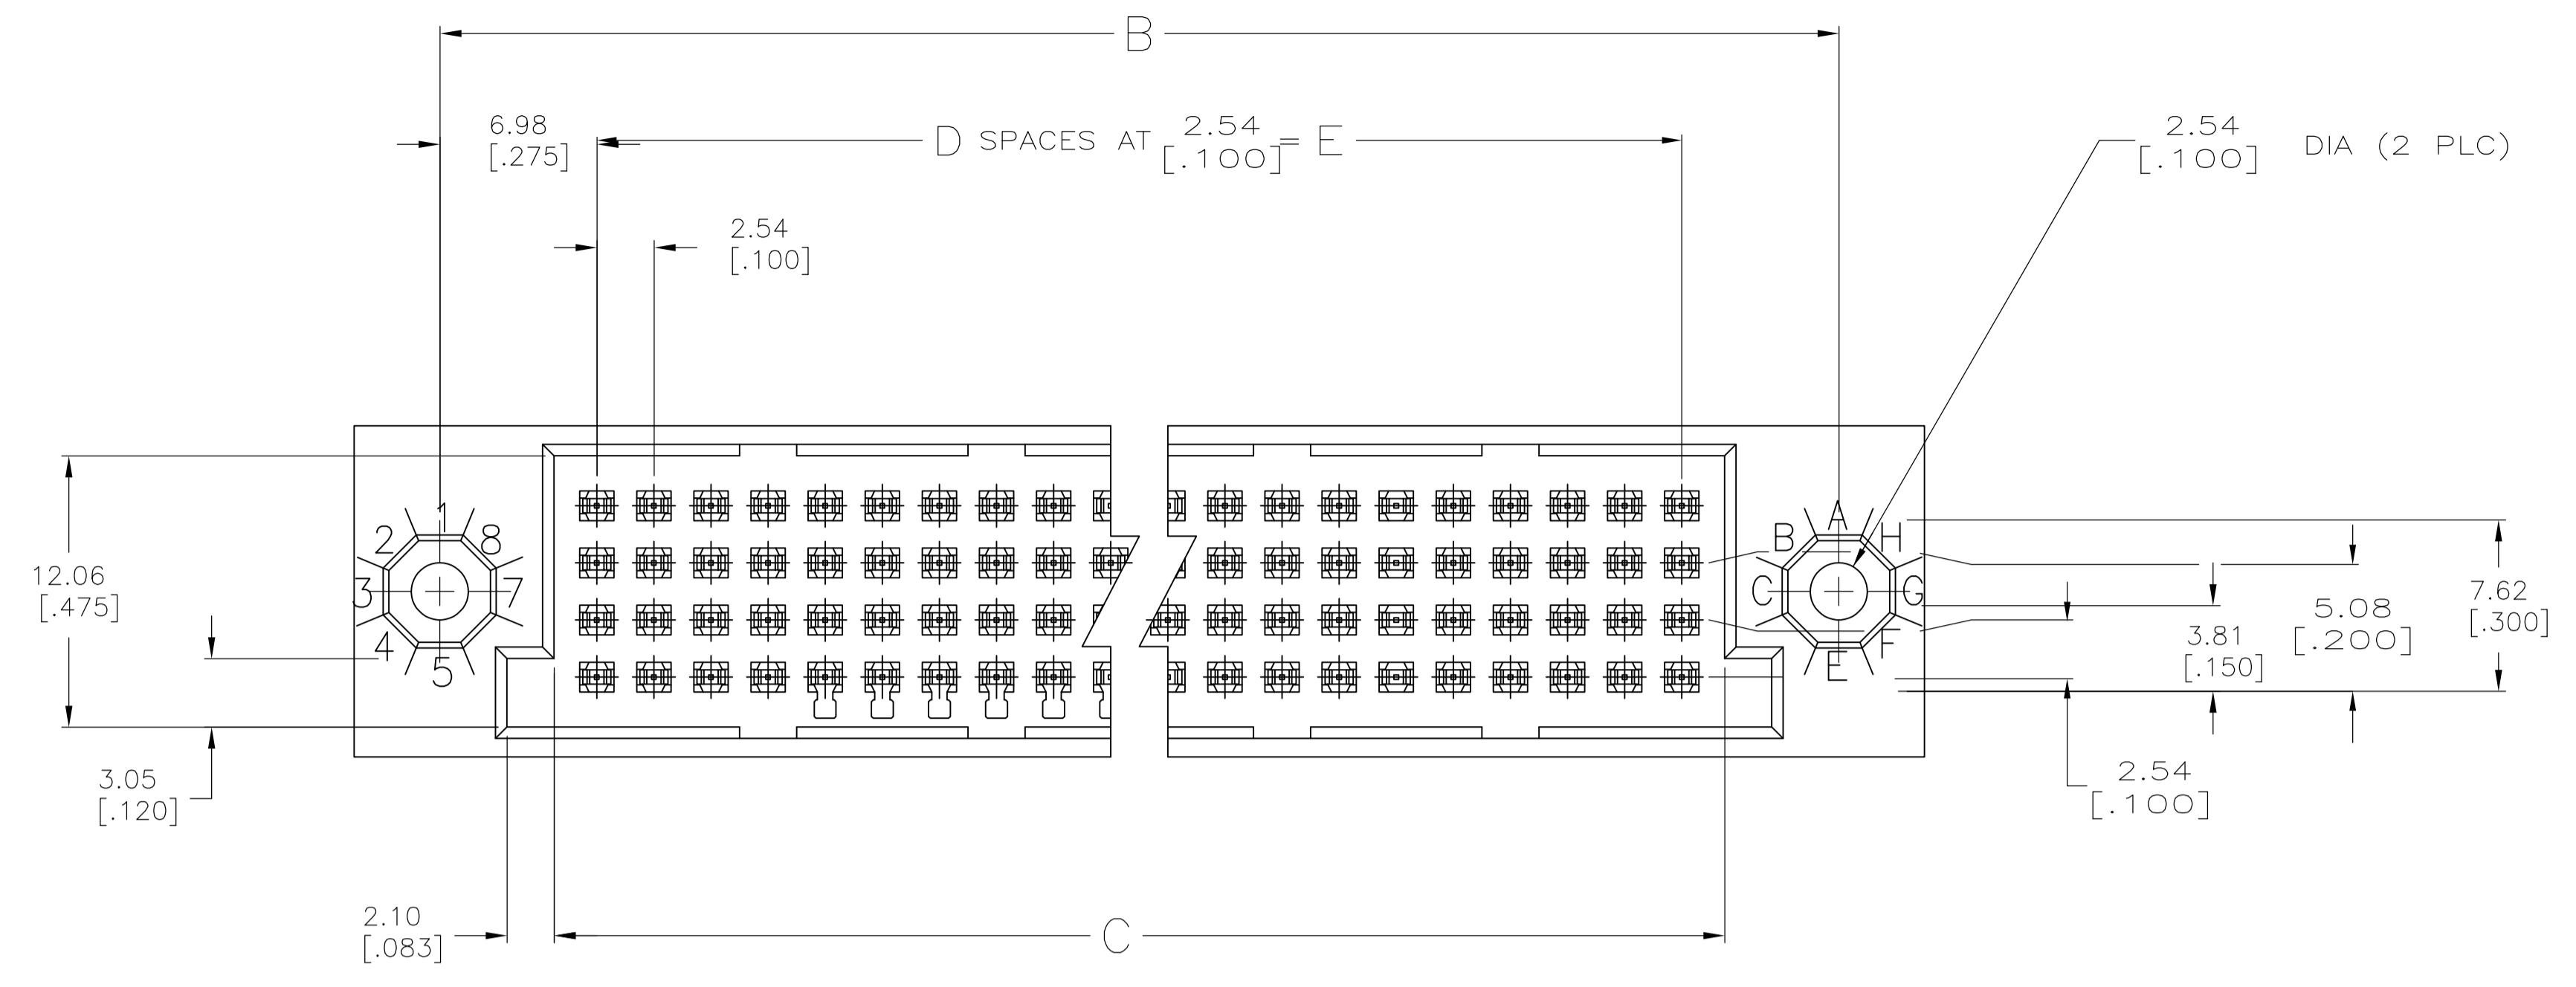 B
6.98
[.275]
D SPACES AT 2.54 = E
[.100]
2.54
[.100]
DIA (2 PLC)
2.54
[.100]
1
2
8
3
7
4
5
A
B
H
C
G
F
E
12.06
[.475]
7.62
[.300]
5.08
[.200]
3.81
[.150]
3.05
[.120]
2.54
[.100]
2.10
[.083]
C